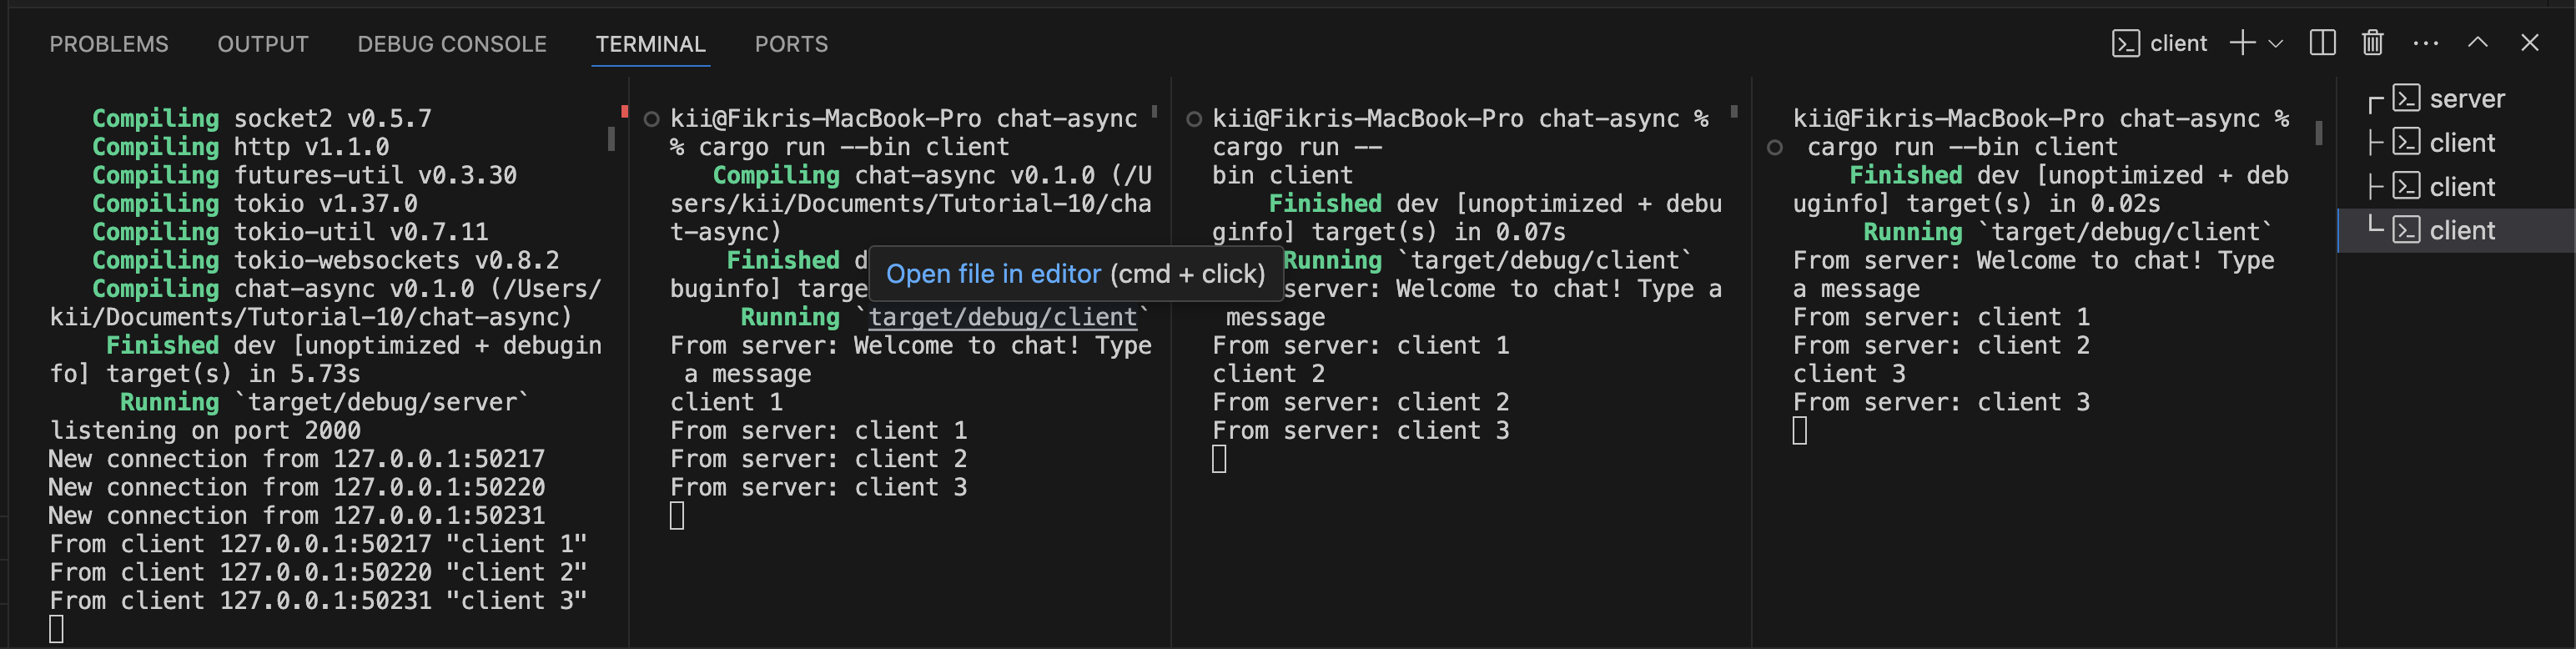 PROBLEMS OUTPUT DEBUG CONSOLE TERMINAL PORTS
client
Compiling socket2 v0.5.7
Compiling http v1.1.0
Compiling futures-util v0.3.30
Compiling tokio v1.37.0
Compiling tokio-util v0.7.11
Compiling tokio-websockets v0.8.2
Compiling chat-async v0.1.0 (/Users/
kii/Documents/Tutorial-10/chat-async)
Finished dev [unoptimized + debugin
fo] target(s) in 5.73s
Running `target/debug/server`
listening on port 2000
New connection from 127.0.0.1:50217
New connection from 127.0.0.1:50220
New connection from 127.0.0.1:50231
From client 127.0.0.1:50217 "client 1"
From client 127.0.0.1:50220 "client 2"
From client 127.0.0.1:50231 "client 3"
kii@Fikris-MacBook-Pro chat-async
% cargo run --bin client
Compiling chat-async v0.1.0 (/U
sers/kii/Documents/Tutorial-10/cha
t-async)
Finished d
buginfo] targe
Open file in editor (cmd + click)
Running `target/debug/client`
From server: Welcome to chat! Type
a message
client 1
From server: client 1
From server: client 2
From server: client 3
kii@Fikris-MacBook-Pro chat-async %
cargo run --
bin client
Finished dev [unoptimized + debu
ginfo] target(s) in 0.07s
Running `target/debug/client`
server: Welcome to chat! Type a
message
From server: client 1
client 2
From server: client 2
From server: client 3
kii@Fikris-MacBook-Pro chat-async %
cargo run --bin client
Finished dev [unoptimized + deb
uginfo] target(s) in 0.02s
Running `target/debug/client`
From server: Welcome to chat! Type
a message
From server: client 1
From server: client 2
client 3
From server: client 3
server
client
client
client